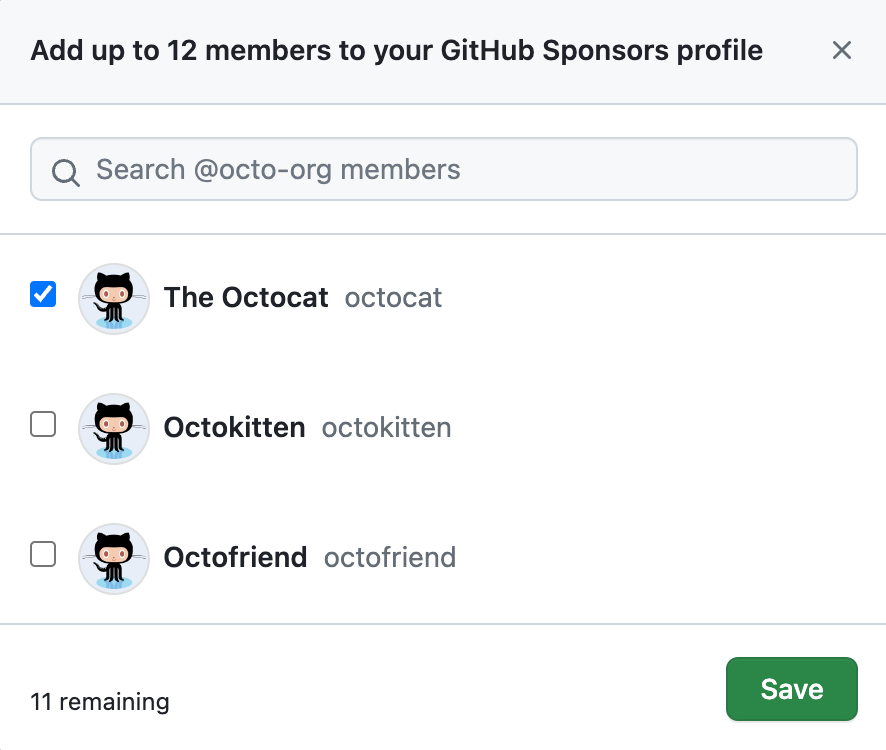 Add up to 12 members to your GitHub Sponsors profile
Search @octo-org members
The Octocat octocat
Octokitten octokitten
Octofriend octofriend
11 remaining
Save